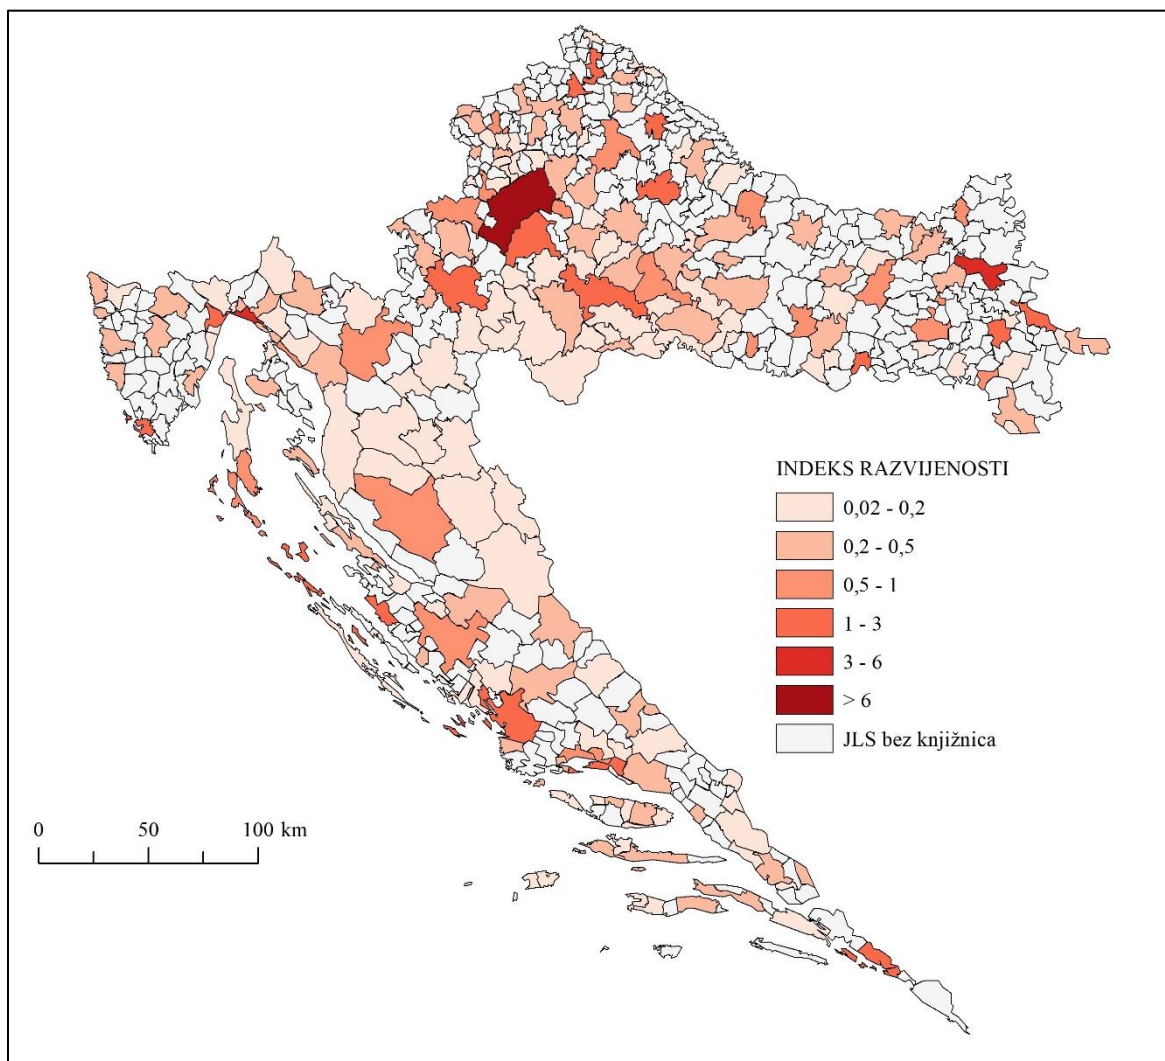 INDEKS RAZVIJENOSTI
0,02 - 0,2
0,2 - 0,5
0,5 - 1
1 - 3
3 - 6
> 6
JLS bez knjižnica
0 50 100 km